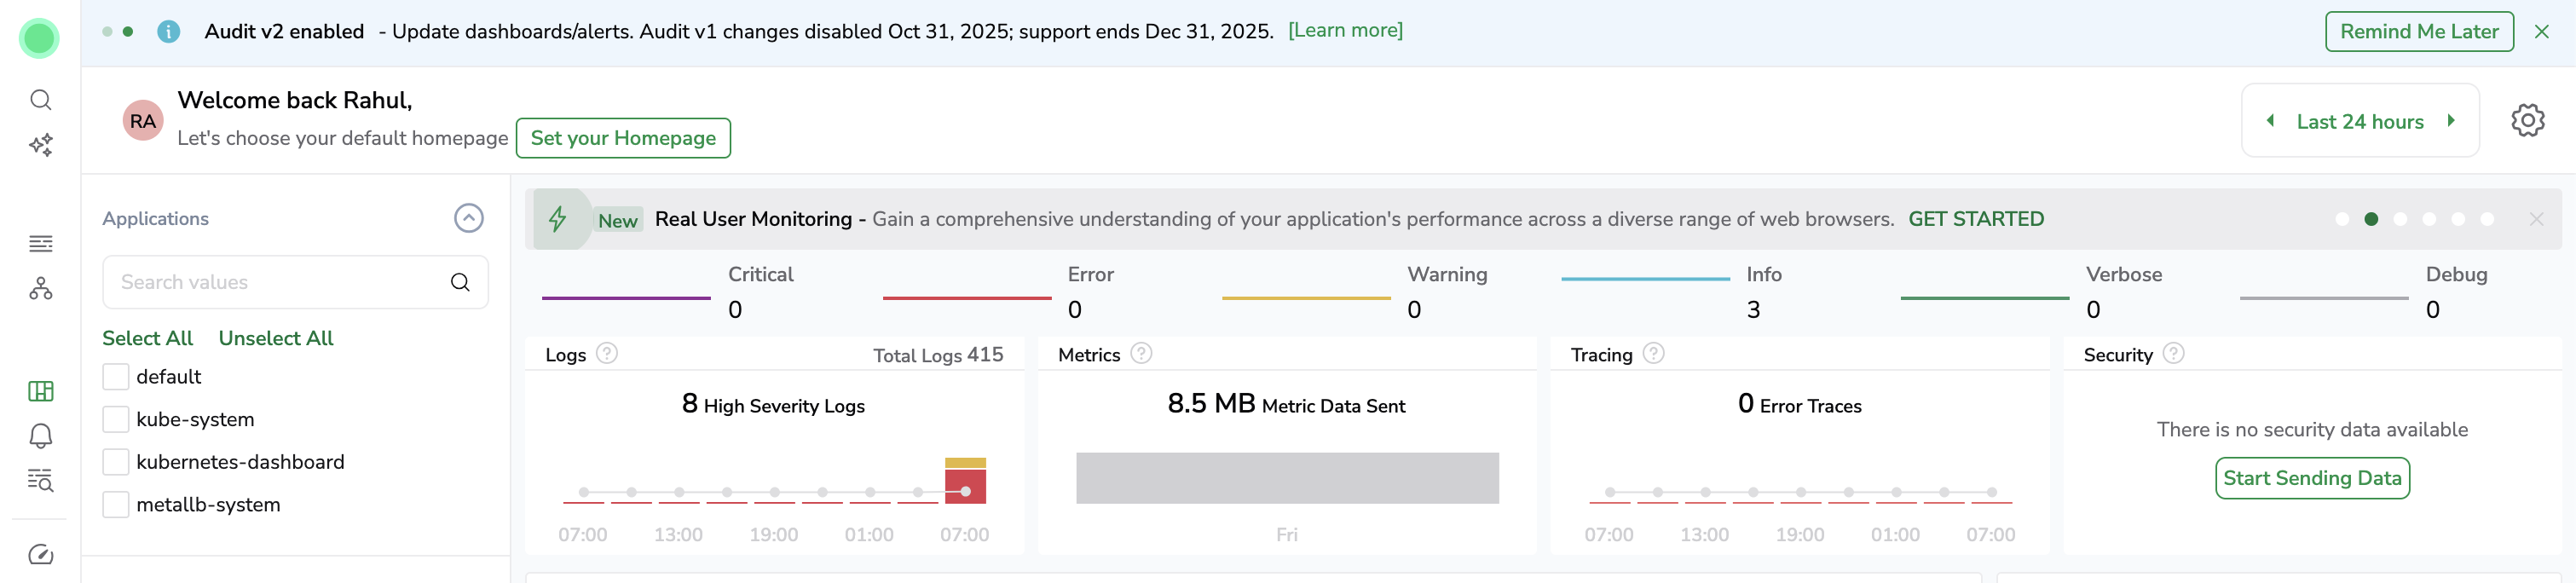 Audit v2 enabled - Update dashboards/alerts. Audit v1 changes disabled Oct 31, 2025; support ends Dec 31, 2025. [Learn more]
Remind Me Later
RA
Welcome back Rahul,
Let's choose your default homepage
Set your Homepage
Last 24 hours
Applications
Search values
Select All Unselect All
default
kube-system
kubernetes-dashboard
metallb-system
New Real User Monitoring - Gain a comprehensive understanding of your application's performance across a diverse range of web browsers. GET STARTED
Critical
0
Error
0
Warning
0
Info
3
Verbose
0
Debug
0
Logs ? Total Logs 415
8 High Severity Logs
07:00 13:00 19:00 01:00 07:00
Metrics ?
8.5 MB Metric Data Sent
Fri
Tracing ?
0 Error Traces
07:00 13:00 19:00 01:00 07:00
Security ?
There is no security data available
Start Sending Data